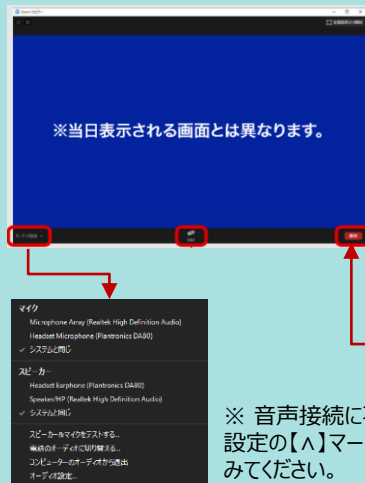 ※当日表示される画面とは異なります。
マイク
Microphone Array (Realtek High Definition Audio)
Headset Microphone (Plantronics DA80)
✓ システムと同じ
スピーカー
Headset Earphone (Plantronics DA80)
Speaker/HP (Realtek High Definition Audio)
✓ システムと同じ
スピーカー&マイクをテストする...
電話のオーディオに切り替える...
コンピューターのオーディオから退出
オーディオ設定...
※ 音声接続に
設定の【∧】マー
みてください。